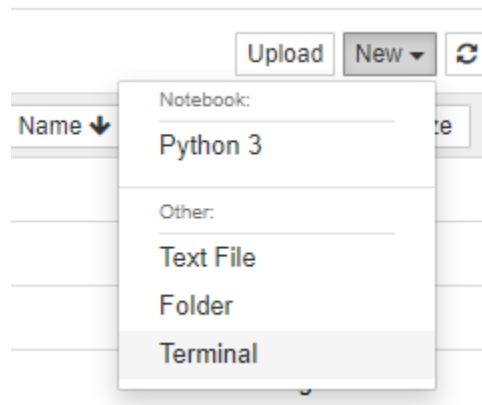 Upload New
Name
Notebook:
Python 3
Other:
Text File
Folder
Terminal